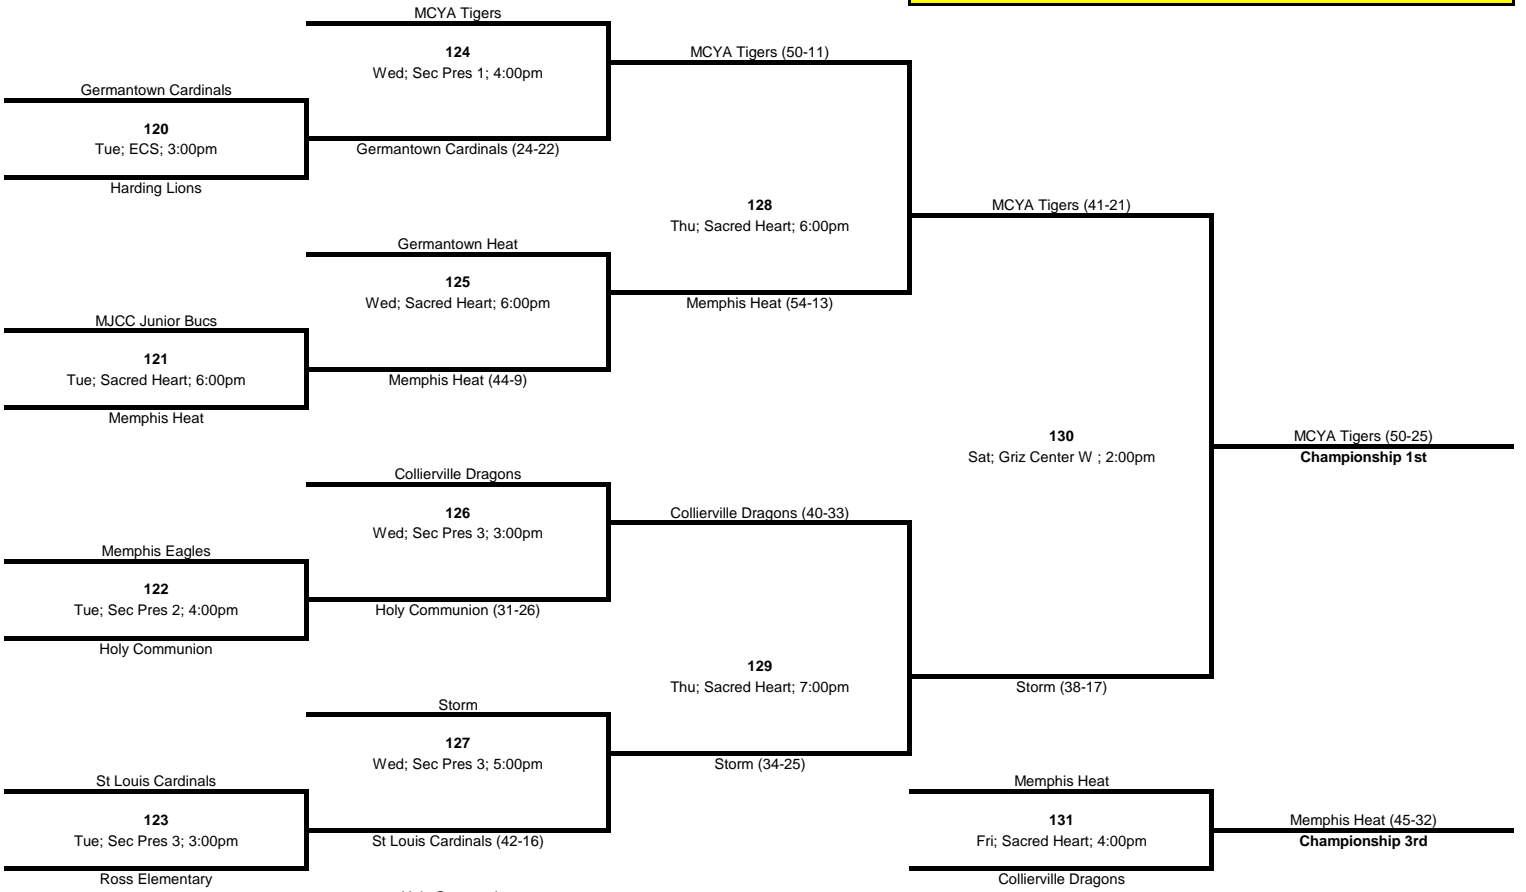 MCYA Tigers
124
Wed; Sec Pres 1; 4:00pm
MCYA Tigers (50-11)
Germantown Cardinals
120
Tue; ECS; 3:00pm
Germantown Cardinals (24-22)
Harding Lions
128
Thu; Sacred Heart; 6:00pm
MCYA Tigers (41-21)
Germantown Heat
125
Wed; Sacred Heart; 6:00pm
Memphis Heat (54-13)
MJCC Junior Bucs
121
Tue; Sacred Heart; 6:00pm
Memphis Heat (44-9)
Memphis Heat
130
Sat; Griz Center W ; 2:00pm
MCYA Tigers (50-25)
Championship 1st
Collierville Dragons
126
Wed; Sec Pres 3; 3:00pm
Collierville Dragons (40-33)
Memphis Eagles
122
Tue; Sec Pres 2; 4:00pm
Holy Communion (31-26)
Holy Communion
129
Thu; Sacred Heart; 7:00pm
Storm (38-17)
Storm
127
Wed; Sec Pres 3; 5:00pm
Storm (34-25)
St Louis Cardinals
123
Tue; Sec Pres 3; 3:00pm
St Louis Cardinals (42-16)
Ross Elementary
Memphis Heat
131
Fri; Sacred Heart; 4:00pm
Memphis Heat (45-32)
Championship 3rd
Collierville Dragons